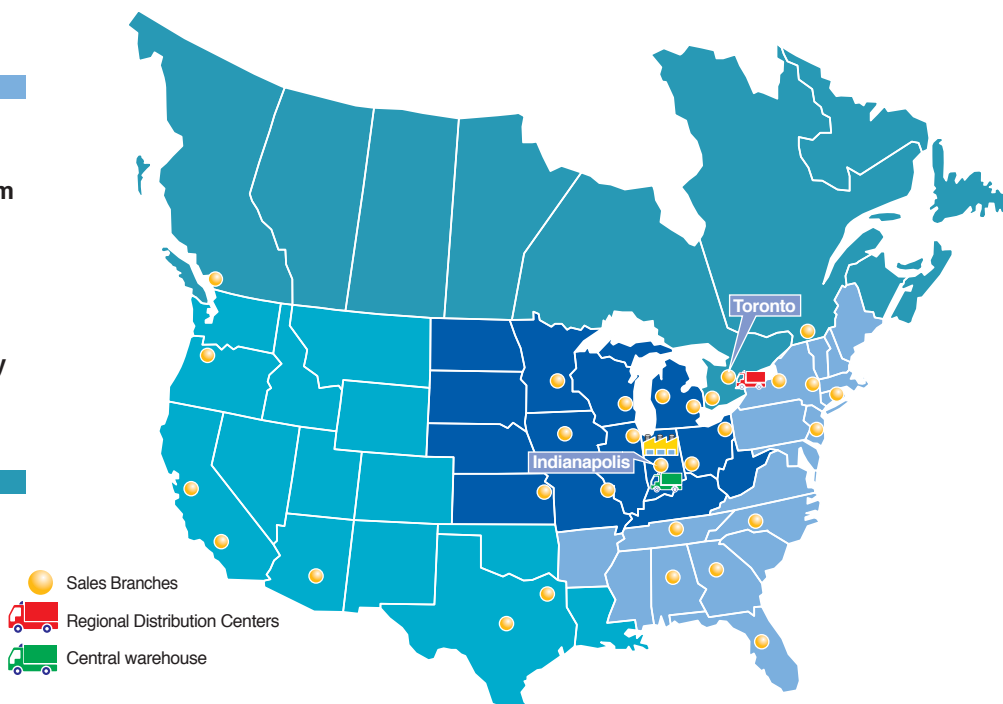 m
y
Toronto
Indianapolis
Sales Branches
Regional Distribution Centers
Central warehouse